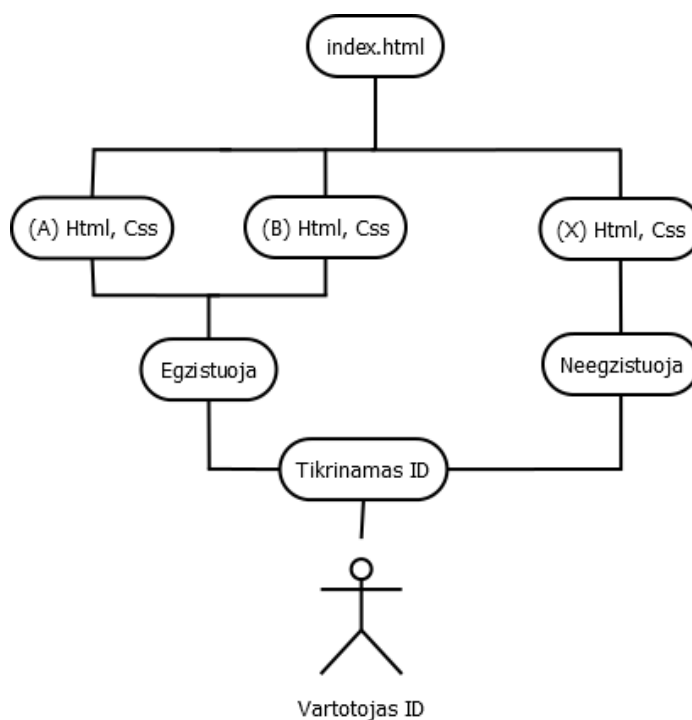 index.html
(A) Html, Css
(B) Html, Css
(X) Html, Css
Egzistuoja
Neegzistuoja
Tikrinamas ID
Vartotojas ID